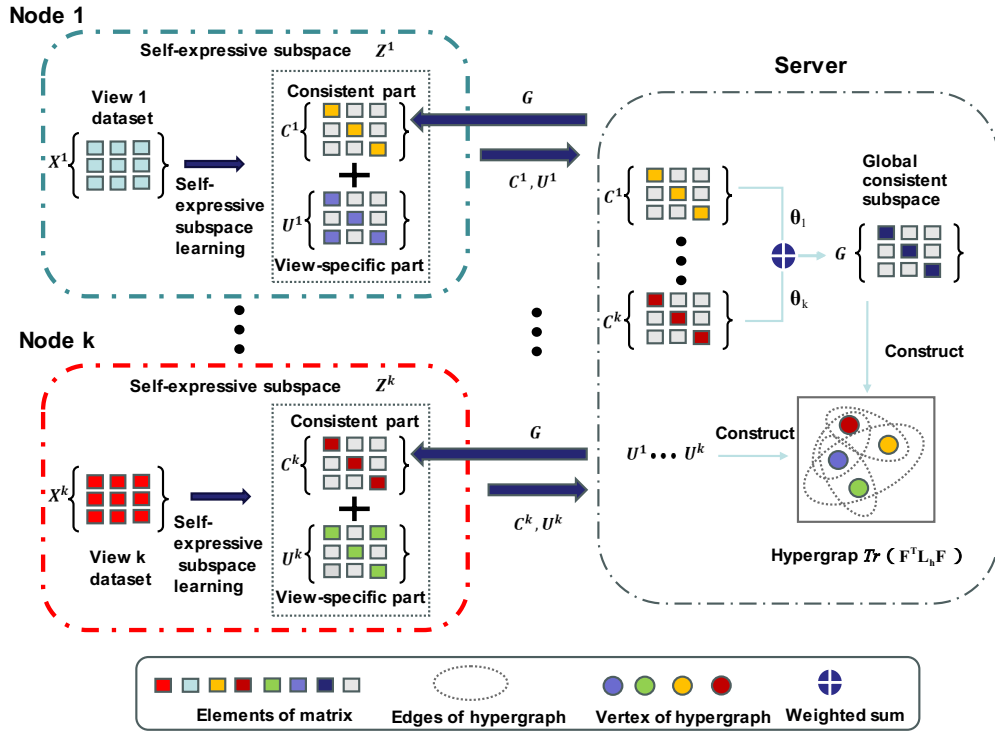 Node 1
Self-expressive subspace Z¹
View 1
dataset
X¹
Self-
expressive
subspace
learning
Consistent part
C¹
+
U¹
View-specific part
G
C¹, U¹
Node k
Self-expressive subspace Zᵏ
Xᵏ
View k
dataset
Self-
expressive
subspace
learning
Consistent part
Cᵏ
+
Uᵏ
View-specific part
G
Cᵏ, Uᵏ
Server
C¹
θ₁
Cᵏ
θₖ
G
Global
consistent
subspace
Construct
U¹ ••• Uᵏ
Construct
Hypergrap Tr ( FᵀLₕF )
Elements of matrix
Edges of hypergraph
Vertex of hypergraph
Weighted sum